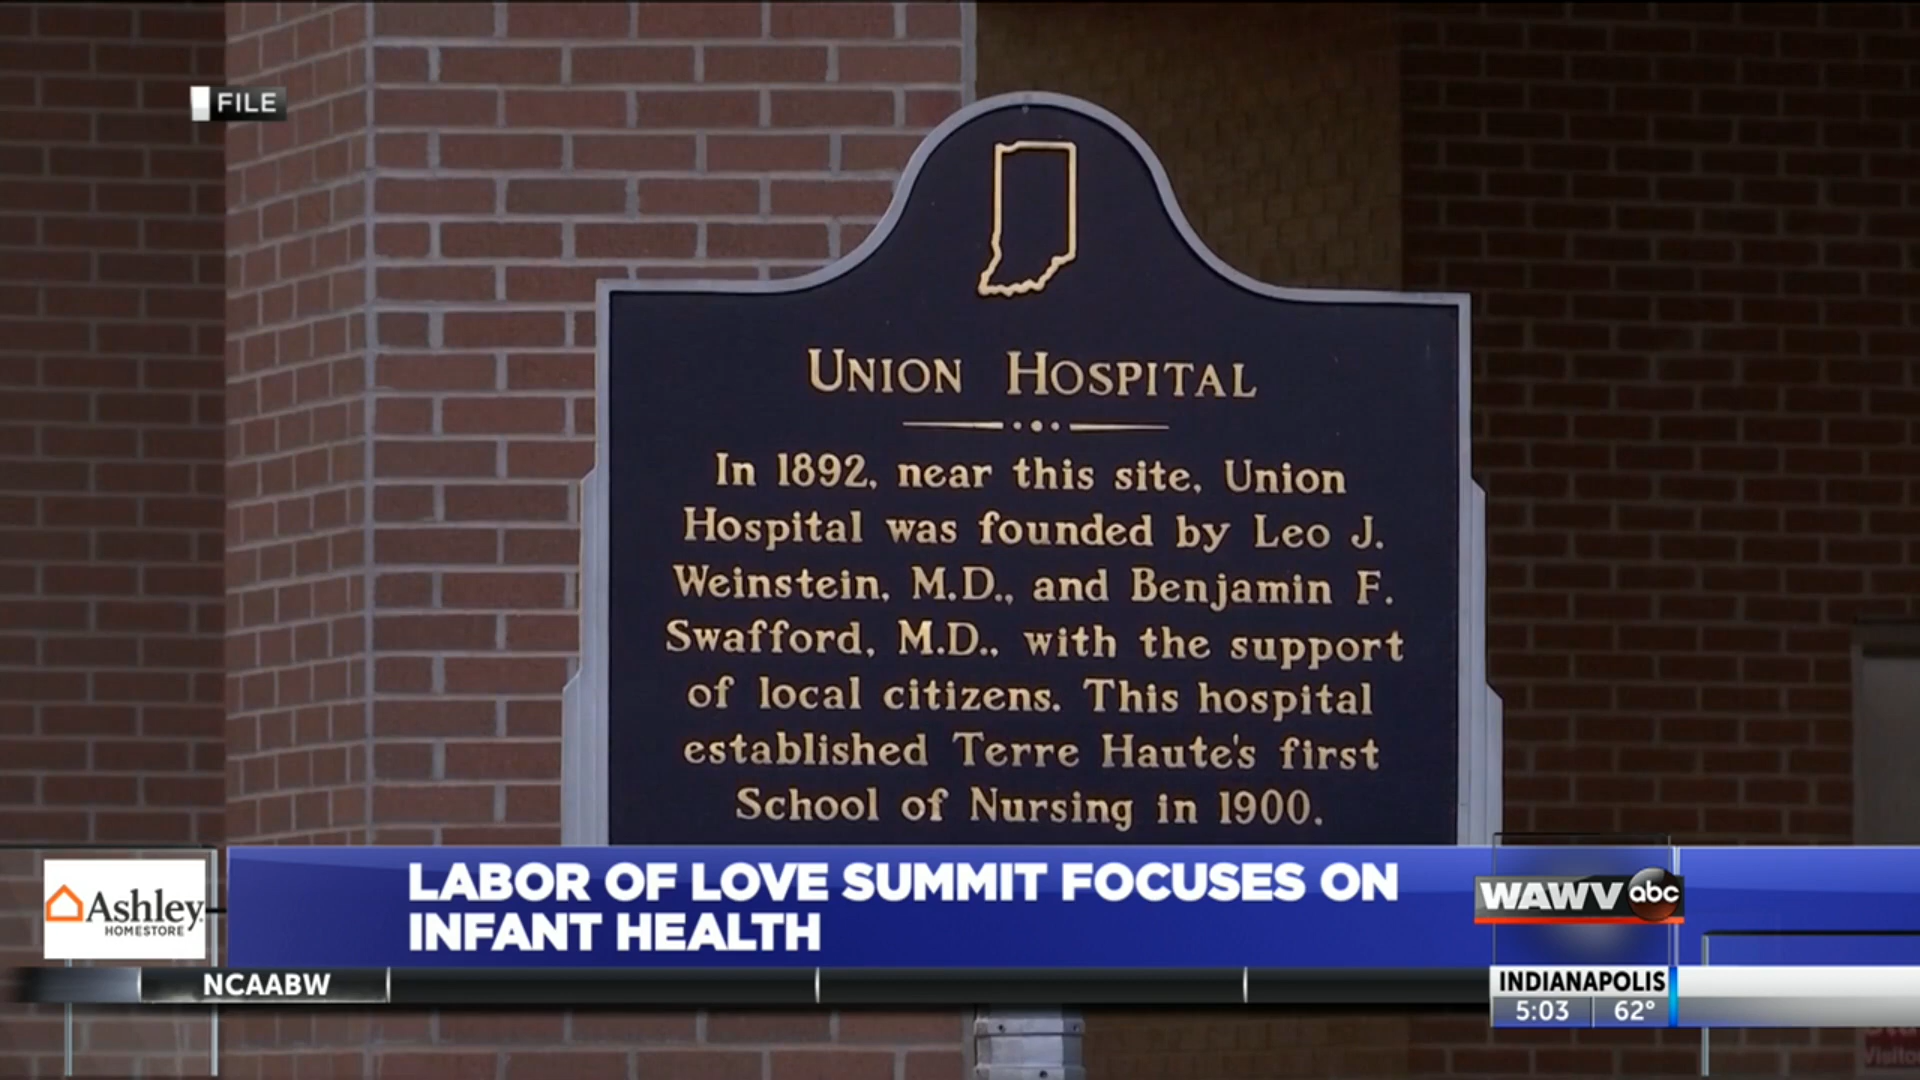 FILE
UNION HOSPITAL
In 1892, near this site, Union
Hospital was founded by Leo J.
Weinstein, M.D., and Benjamin F.
Swafford, M.D., with the support
of local citizens. This hospital
established Terre Haute's first
School of Nursing in 1900.
LABOR OF LOVE SUMMIT FOCUSES ON
INFANT HEALTH
Ashley
HOMESTORE
WAWV abc
NCAABW
INDIANAPOLIS
5:03 62°